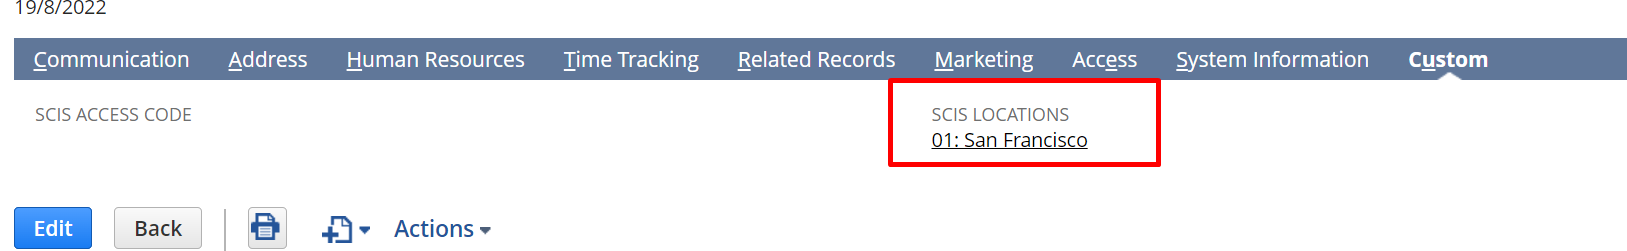 19/8/2022
Communication Address Human Resources Time Tracking Related Records Marketing Access System Information Custom
SCIS ACCESS CODE SCIS LOCATIONS
01: San Francisco
Edit Back Actions